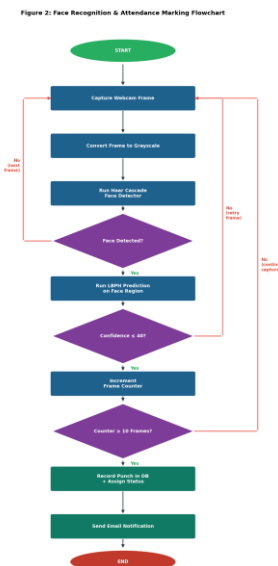 Figure 2: Face Recognition & Attendance Marking Flowchart
START
Capture Webcam Frame
Convert Frame to Grayscale
Run Haar Cascade
Face Detector
No
(next
frame)
Face Detected?
Yes
Run LBPH Prediction
on Face Region
No
(retry
frame)
No
Confidence ≤ 40?
Yes
Increment
Frame Counter
Counter ≥ 10 Frames?
Yes
Record Punch in DB
+ Assign Status
Send Email Notification
END